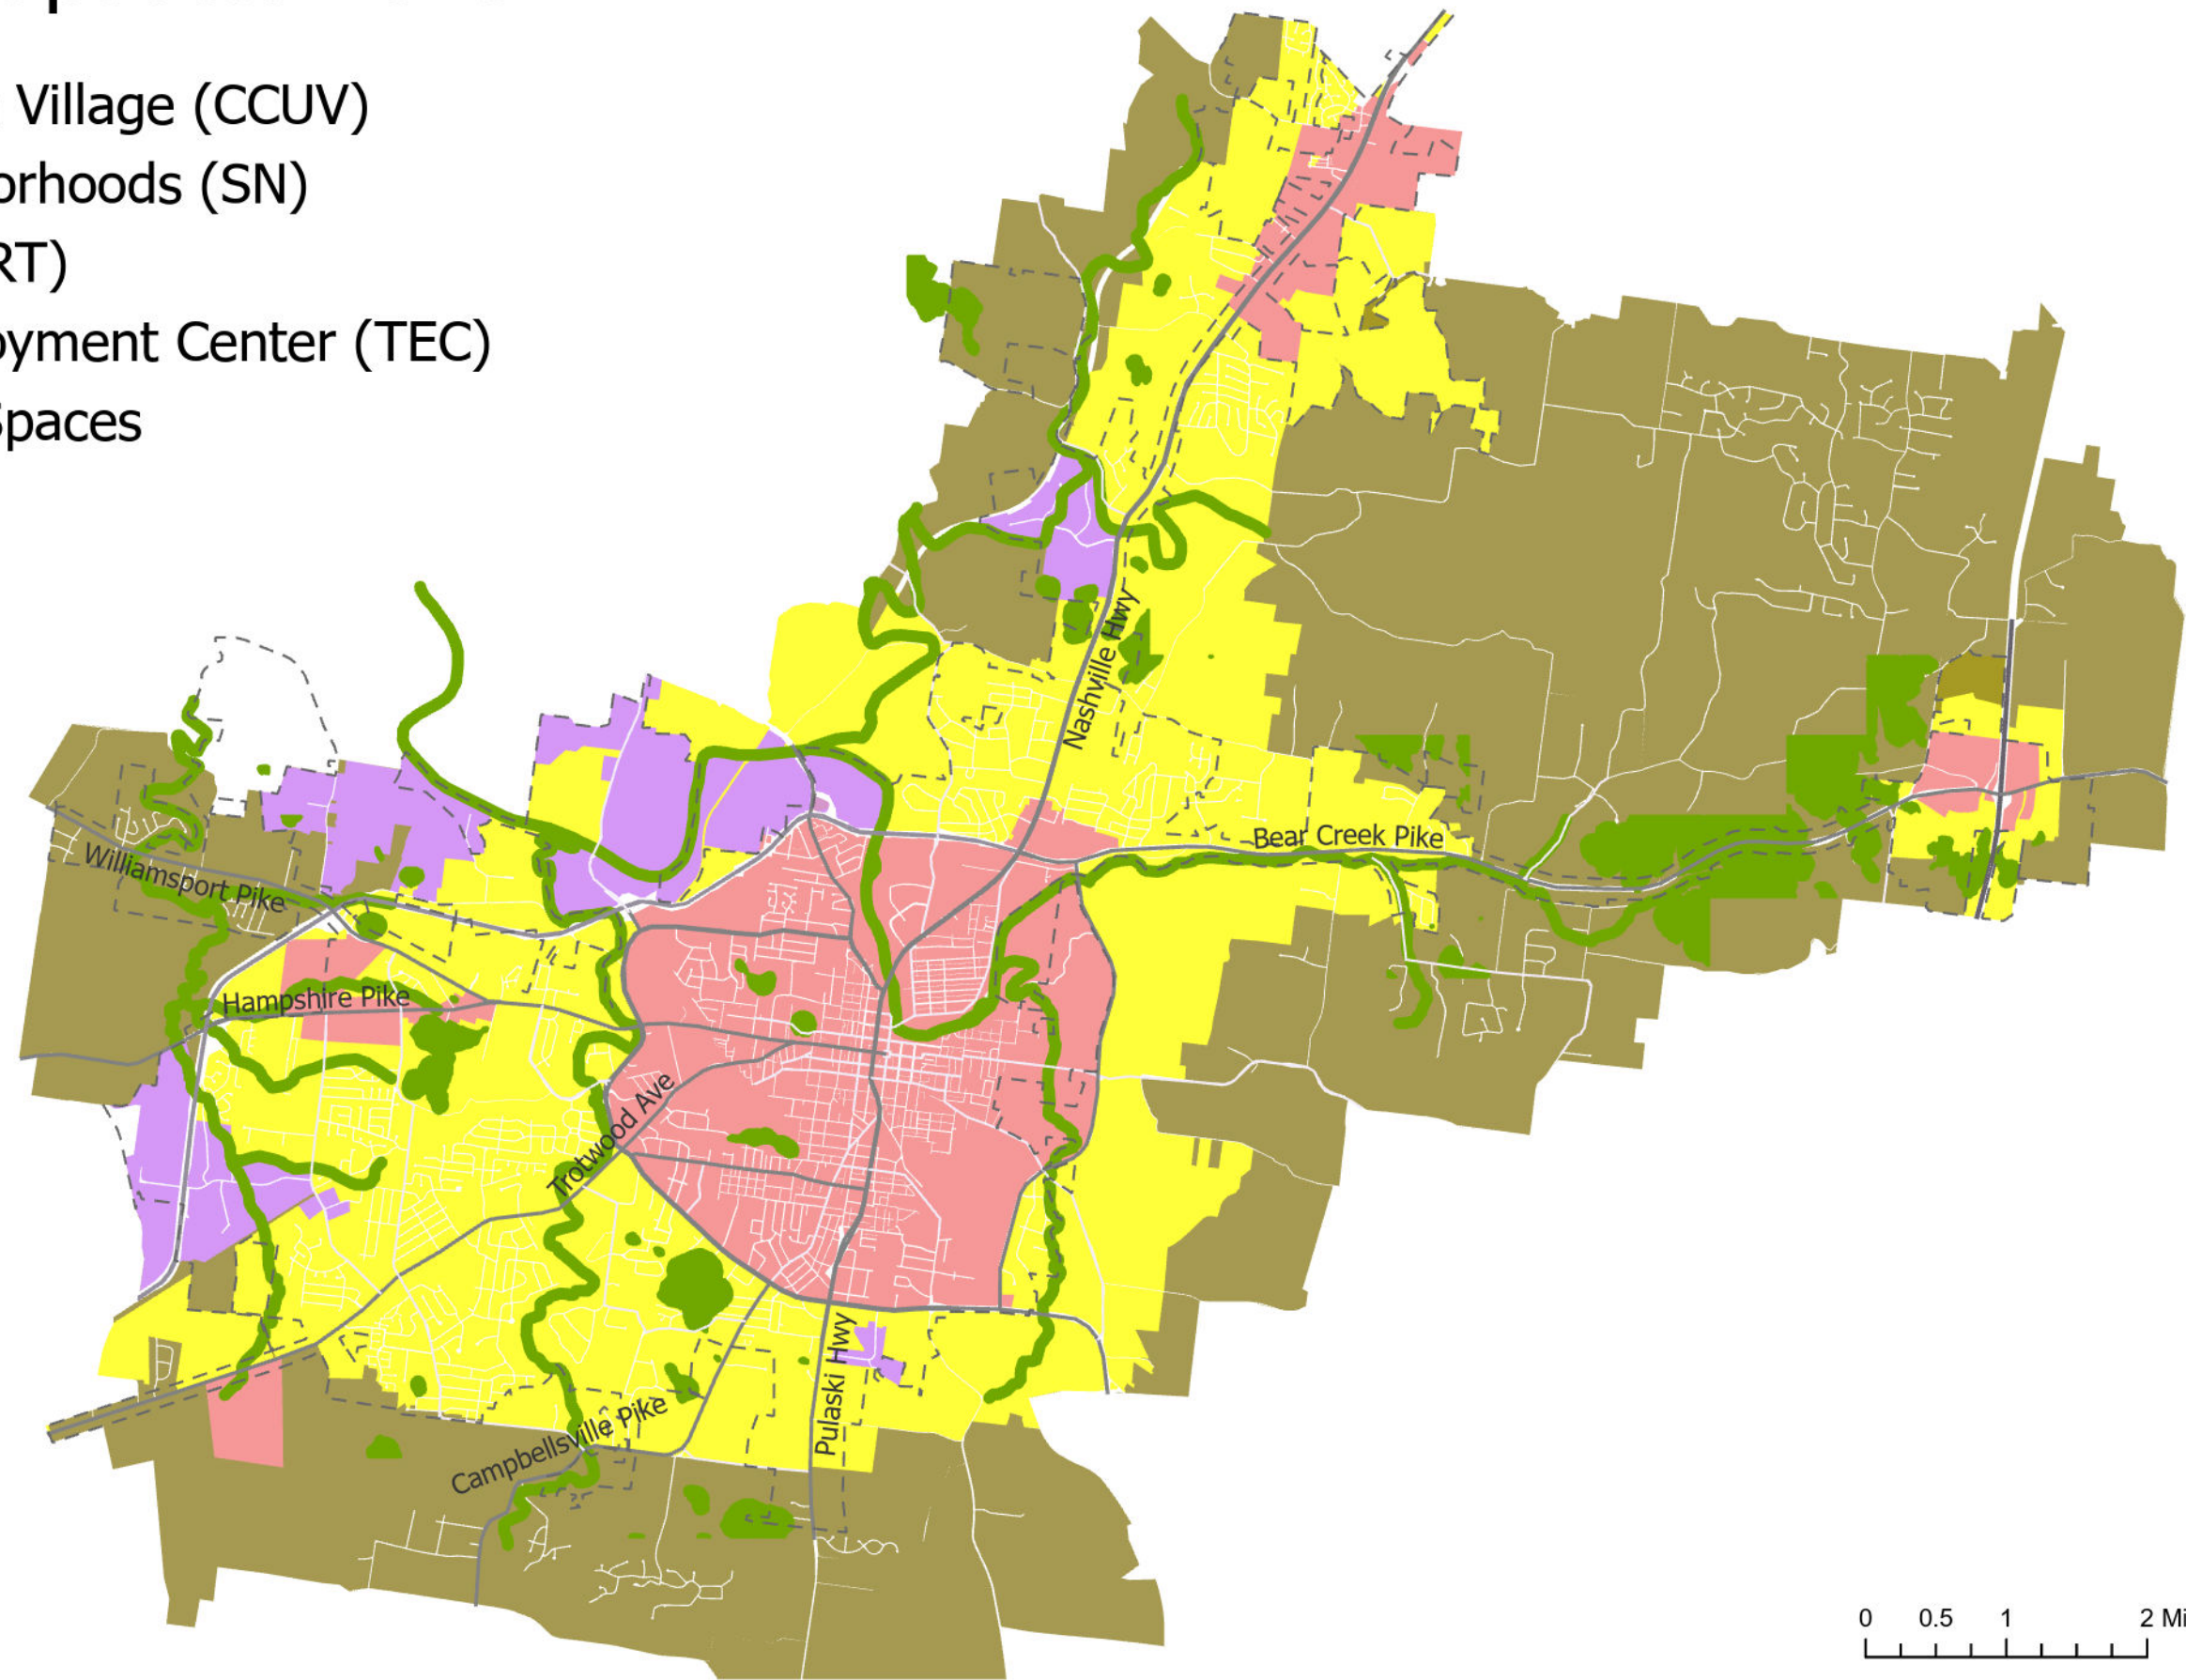 Village (CCUV)
orhoods (SN)
RT)
oyment Center (TEC)
Spaces
Nashville Hwy
Bear Creek Pike
Williamsport Pike
Hampshire Pike
Trotwood Ave
Pulaski Hwy
Campbellsville Pike
0 0.5 1 2 Mi